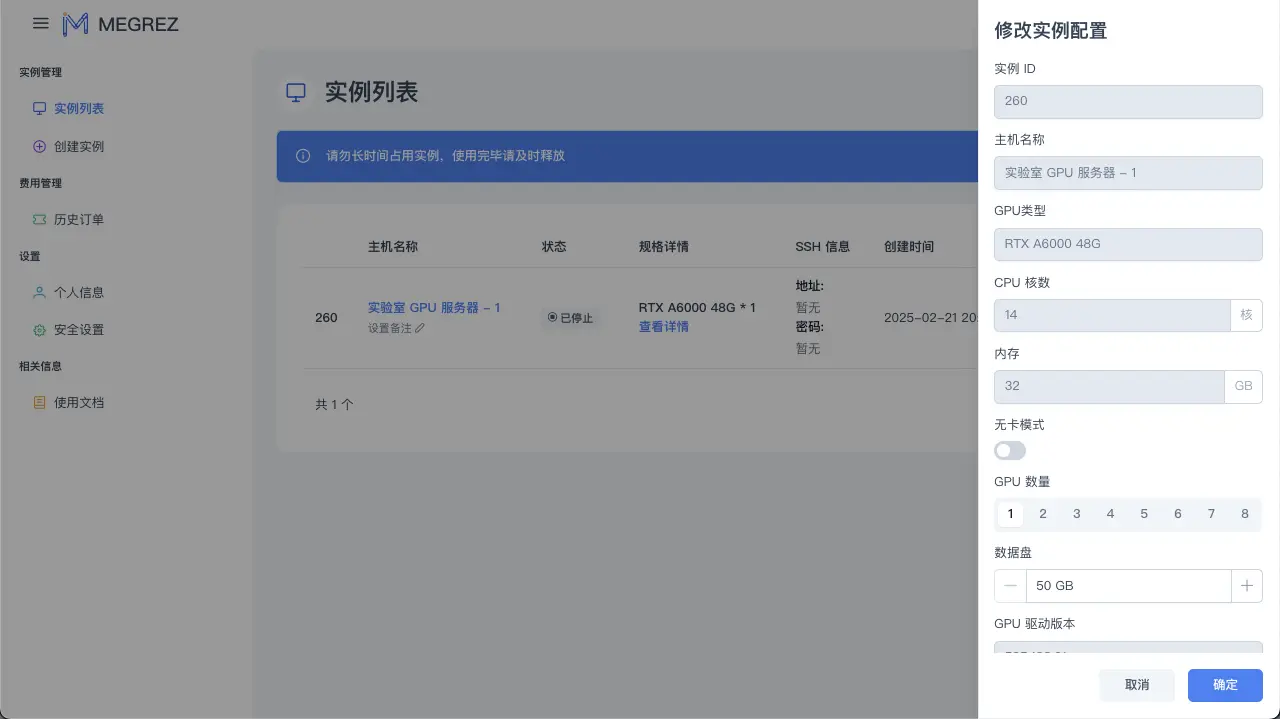 MEGREZ
实例管理
实例列表
创建实例
费用管理
历史订单
设置
个人信息
安全设置
相关信息
使用文档
实例列表
请勿长时间占用实例，使用完毕请及时释放
主机名称 状态 规格详情 SSH 信息 创建时间
260
实验室 GPU 服务器 - 1
设置备注
已停止
RTX A6000 48G * 1
查看详情
地址:
暂无
密码:
暂无
2025-02-21 20:
共 1 个
修改实例配置
实例 ID
260
主机名称
实验室 GPU 服务器 - 1
GPU类型
RTX A6000 48G
CPU 核数
14 核
内存
32 GB
无卡模式
GPU 数量
1 2 3 4 5 6 7 8
数据盘
50 GB
GPU 驱动版本
取消 确定